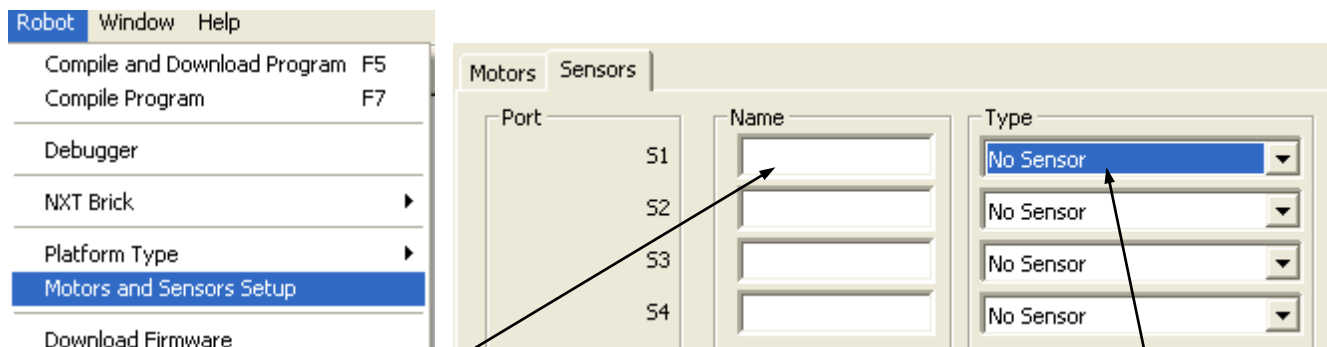 Robot Window Help
Compile and Download Program F5
Compile Program F7
Debugger
NXT Brick
Platform Type
Motors and Sensors Setup
Download Firmware
Motors Sensors
Port Name Type
S1 No Sensor
S2 No Sensor
S3 No Sensor
S4 No Sensor